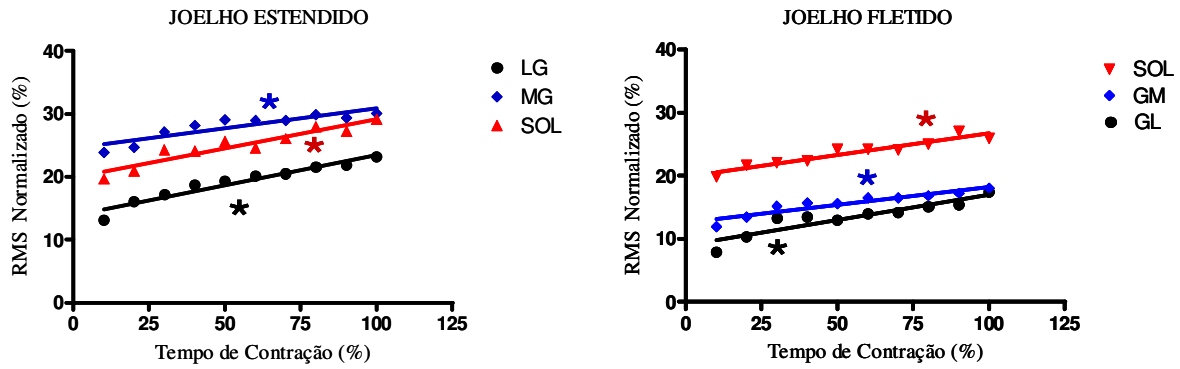 JOELHO ESTENDIDO
RMS Normalizado (%)
40
30
20
10
0
0 25 50 75 100 125
Tempo de Contração (%)
LG
MG
SOL
JOELHO FLETIDO
RMS Normalizado (%)
40
30
20
10
0
0 25 50 75 100 125
Tempo de Contração (%)
SOL
GM
GL